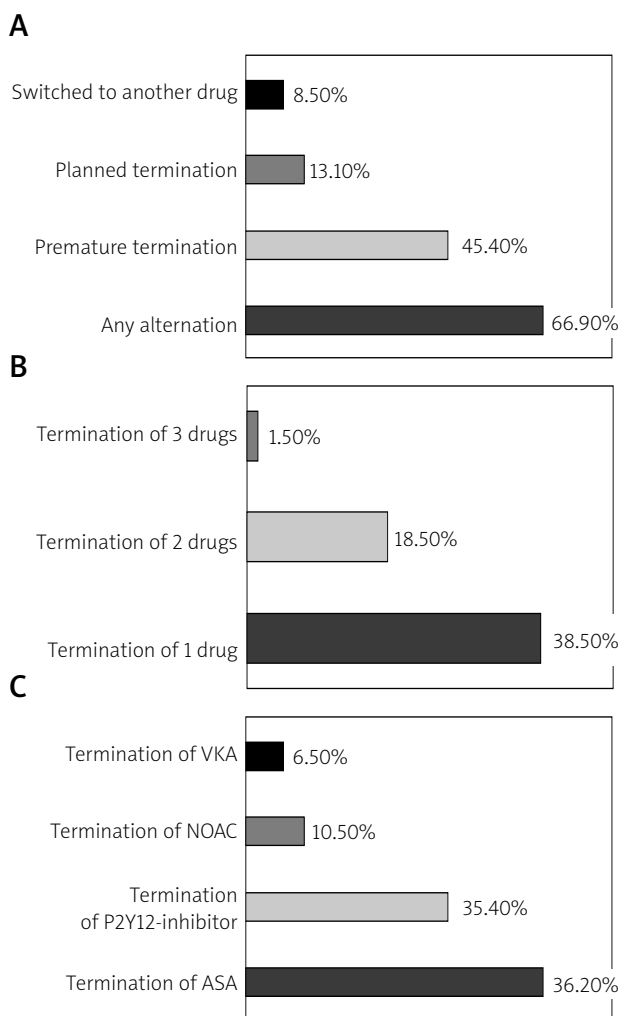 A
Switched to another drug 8.50%
Planned termination 13.10%
Premature termination 45.40%
Any alternation 66.90%
B
Termination of 3 drugs 1.50%
Termination of 2 drugs 18.50%
Termination of 1 drug 38.50%
C
Termination of VKA 6.50%
Termination of NOAC 10.50%
Termination
of P2Y12-inhibitor 35.40%
Termination of ASA 36.20%